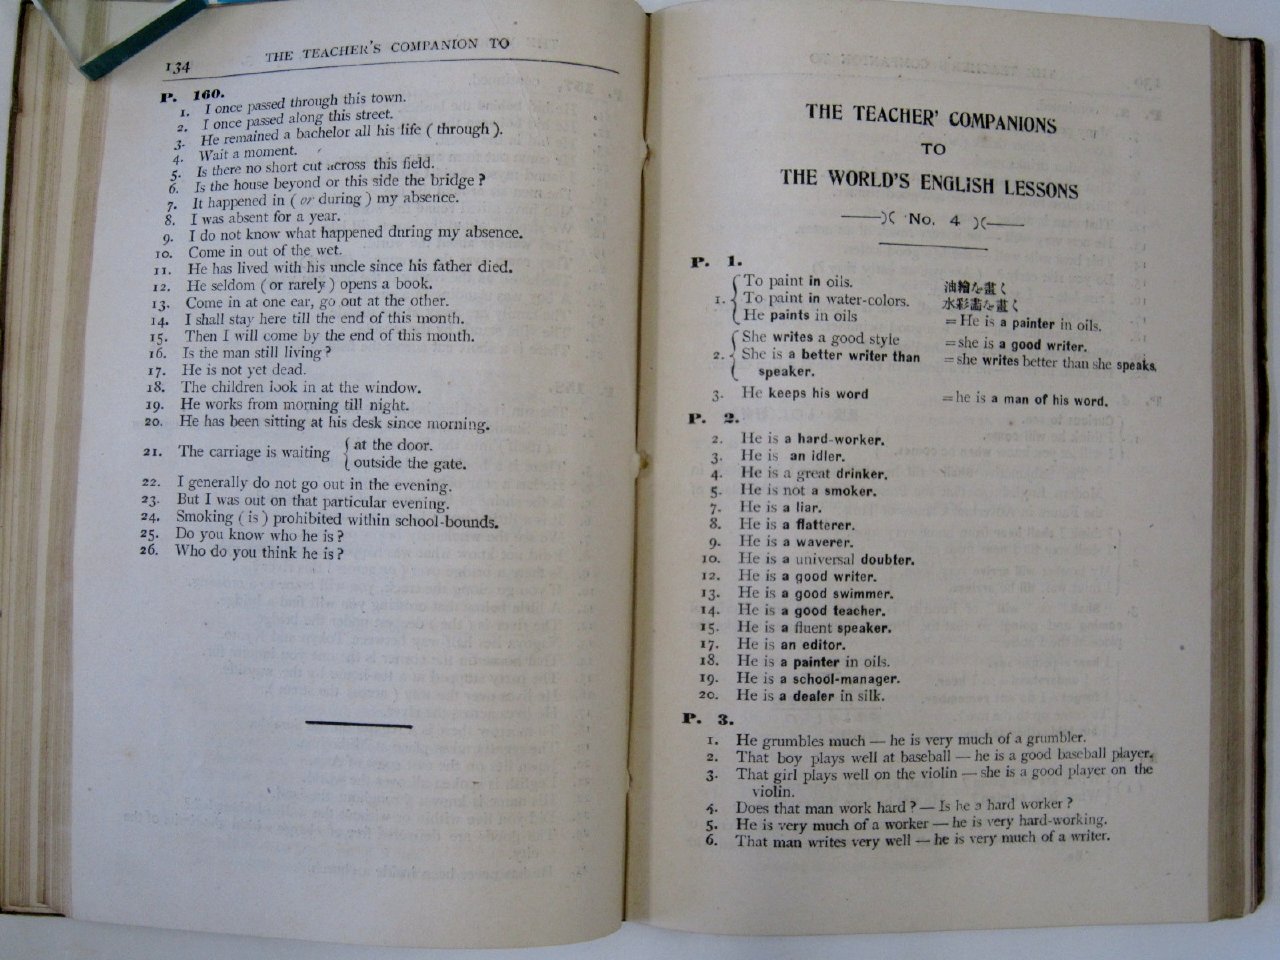 134 THE TEACHER'S COMPANION TO
P. 160.
1. I once passed through this town.
2. I once passed along this street.
3. He remained a bachelor all his life ( through ).
4. Wait a moment.
5. Is there no short cut across this field.
6. Is the house beyond or this side the bridge ?
7. It happened in ( or during ) my absence.
8. I was absent for a year.
9. I do not know what happened during my absence.
10. Come in out of the wet.
11. He has lived with his uncle since his father died.
12. He seldom ( or rarely ) opens a book.
13. Come in at one ear, go out at the other.
14. I shall stay here till the end of this month.
15. Then I will come by the end of this month.
16. Is the man still living ?
17. He is not yet dead.
18. The children look in at the window.
19. He works from morning till night.
20. He has been sitting at his desk since morning.
21. The carriage is waiting { at the door.
outside the gate.
22. I generally do not go out in the evening.
23. But I was out on that particular evening.
24. Smoking ( is ) prohibited within school-bounds.
25. Do you know who he is ?
26. Who do you think he is ?
THE TEACHER' COMPANIONS
TO
THE WORLD'S ENGLISH LESSONS
No. 4
P. 1.
1. { To paint in oils. 油繪を畫く
To paint in water-colors. 水彩畫を畫く
He paints in oils = He is a painter in oils.
2. { She writes a good style = she is a good writer.
She is a better writer than = she writes better than she speaks.
speaker.
3. He keeps his word = he is a man of his word.
P. 2.
2. He is a hard-worker.
3. He is an idler.
4. He is a great drinker.
5. He is not a smoker.
7. He is a liar.
8. He is a flatterer.
9. He is a waverer.
10. He is a universal doubter.
12. He is a good writer.
13. He is a good swimmer.
14. He is a good teacher.
15. He is a fluent speaker.
17. He is an editor.
18. He is a painter in oils.
19. He is a school-manager.
20. He is a dealer in silk.
P. 3.
1. He grumbles much — he is very much of a grumbler.
2. That boy plays well at baseball — he is a good baseball player.
3. That girl plays well on the violin — she is a good player on the
violin.
4. Does that man work hard ? — Is he a hard worker ?
5. He is very much of a worker — he is very hard-working.
6. That man writes very well — he is very much of a writer.